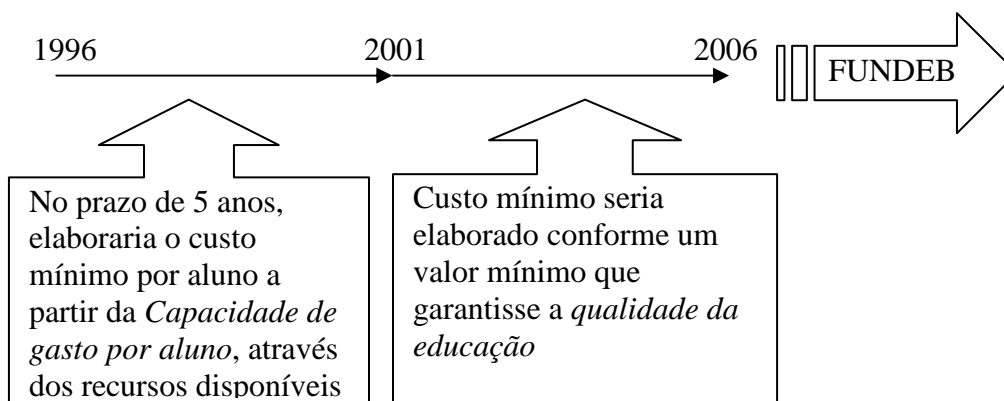 1996 2001 2006
FUNDEB
No prazo de 5 anos,
elaboraria o custo
mínimo por aluno a
partir da Capacidade de
gasto por aluno, através
dos recursos disponíveis
Custo mínimo seria
elaborado conforme um
valor mínimo que
garantisse a qualidade da
educação